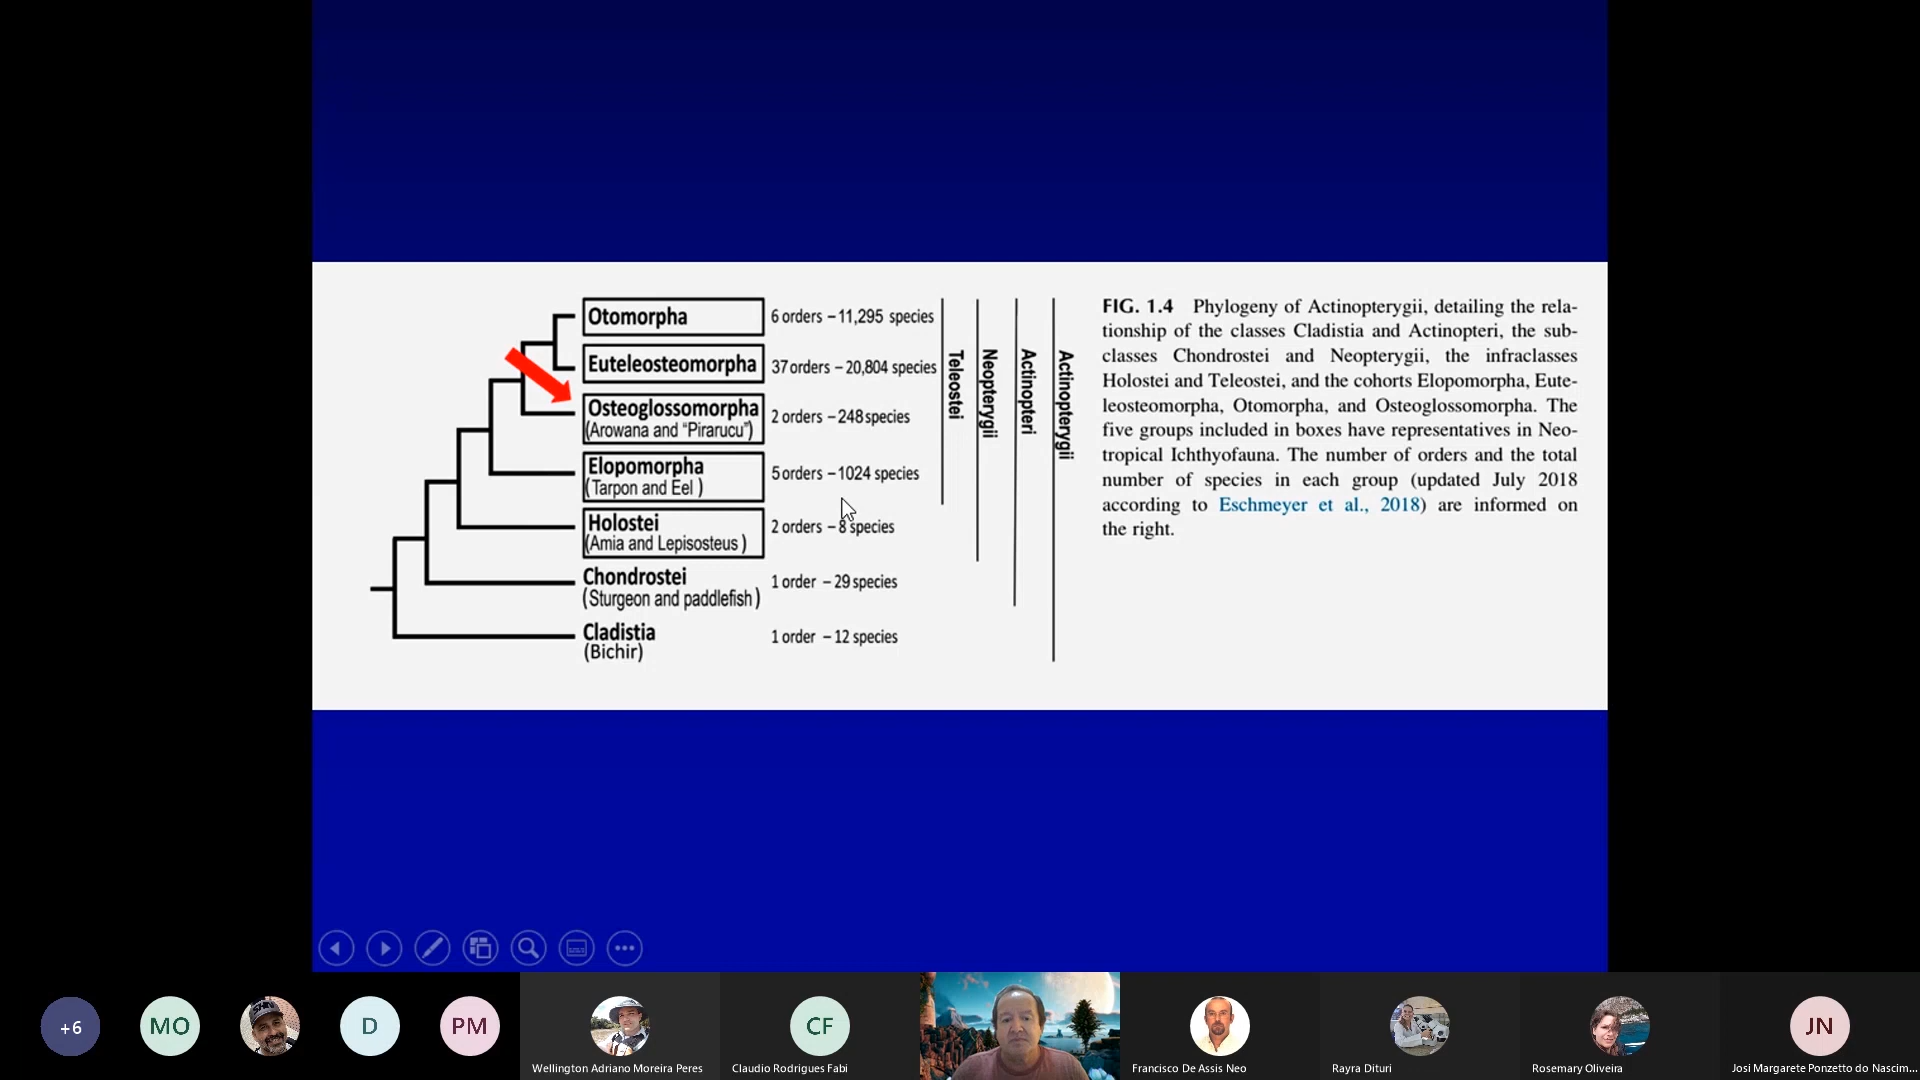 Otomorpha
6 orders – 11,295 species
Euteleosteomorpha
37 orders – 20,804 species
Osteoglossomorpha
(Arowana and “Pirarucu”)
2 orders – 248 species
Elopomorpha
(Tarpon and Eel )
5 orders – 1024 species
Holostei
(Amia and Lepisosteus )
2 orders – 8 species
Chondrostei
(Sturgeon and paddlefish)
1 order – 29 species
Cladistia
(Bichir)
1 order – 12 species
Teleostei
Neopterygii
Actinopteri
Actinopterygii
FIG. 1.4 Phylogeny of Actinopterygii, detailing the rela-
tionship of the classes Cladistia and Actinopteri, the sub-
classes Chondrostei and Neopterygii, the infraclasses
Holostei and Teleostei, and the cohorts Elopomorpha, Eute-
leosteomorpha, Otomorpha, and Osteoglossomorpha. The
five groups included in boxes have representatives in Neo-
tropical Ichthyofauna. The number of orders and the total
number of species in each group (updated July 2018
according to Eschmeyer et al., 2018) are informed on
the right.
+6
MO
D
PM
Wellington Adriano Moreira Peres
CF
Claudio Rodrigues Fabi
Francisco De Assis Neo
Rayra Dituri
Rosemary Oliveira
JN
Josi Margarete Ponzetto do Nascim...